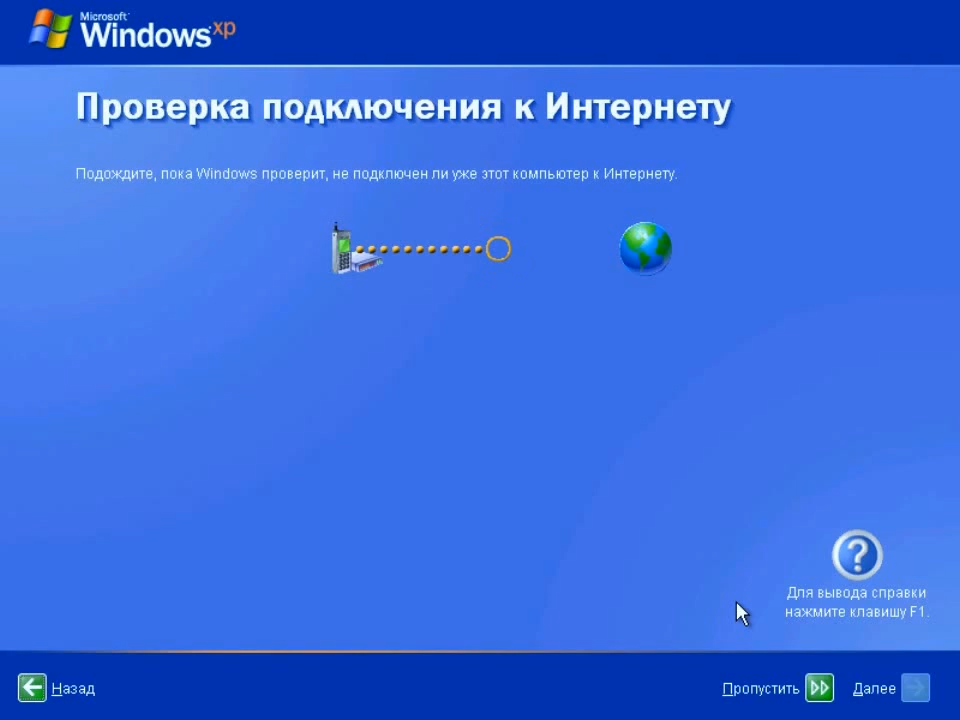 Microsoft
Windows xp
Проверка подключения к Интернету
Подождите, пока Windows проверит, не подключен ли уже этот компьютер к Интернету.
?
Для вывода справки
нажмите клавишу F1.
Назад
Пропустить
Далее